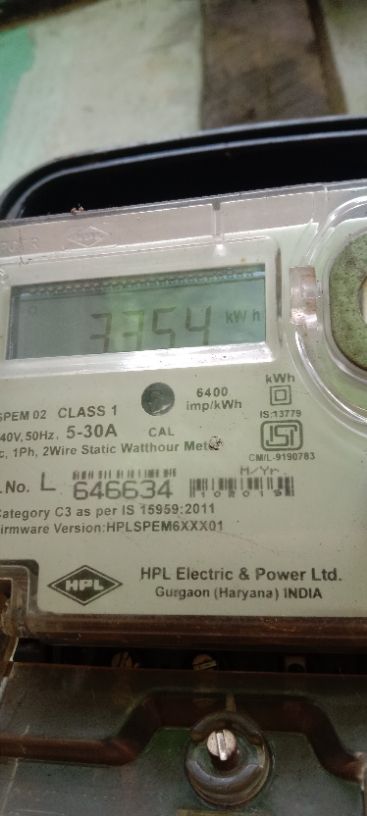 3354 kWh
SPEM 02 CLASS 1
6400
imp/kWh
kWh
IS:13779
40V, 50Hz, 5-30A CAL
CM/L-9190783
c, 1Ph, 2Wire Static Watthour Meter
.No. L 646634
M/Yr
Category C3 as per IS 15959:2011
irmware Version:HPLSPEM6XXX01
HPL
HPL Electric & Power Ltd.
Gurgaon (Haryana) INDIA